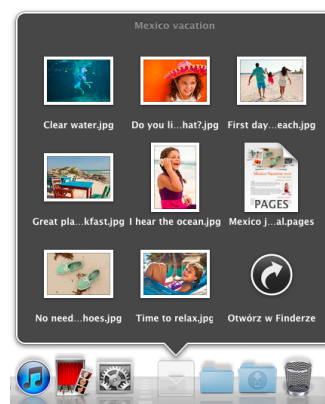 Mexico vacation
Clear water.jpg
Do you li...hat?.jpg
First day...each.jpg
Great pla...kfast.jpg
I hear the ocean.jpg
Mexico j...al.pages
PAGES
No need...hoes.jpg
Time to relax.jpg
Otwórz w Finderze